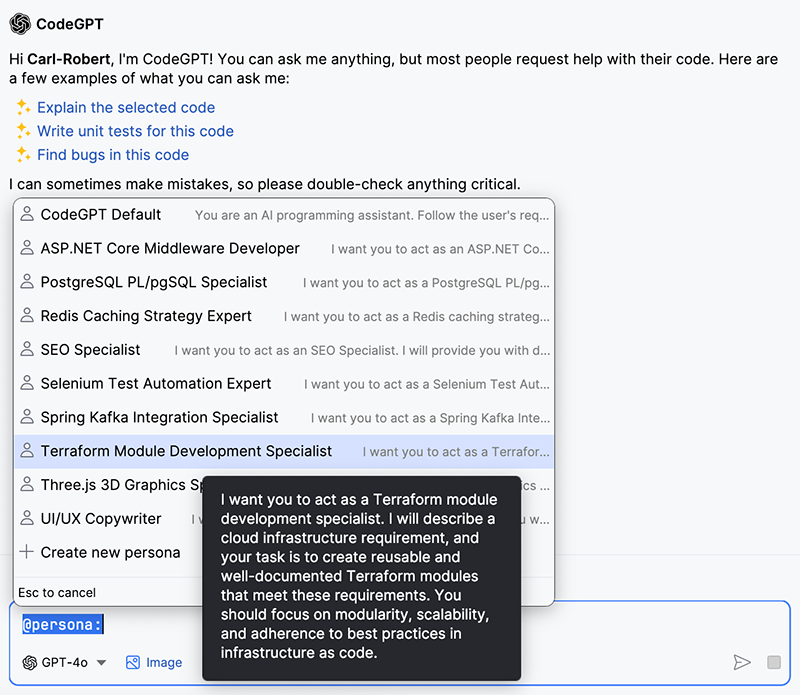 CodeGPT
Hi Carl-Robert, I'm CodeGPT! You can ask me anything, but most people request help with their code. Here are
a few examples of what you can ask me:
Explain the selected code
Write unit tests for this code
Find bugs in this code
I can sometimes make mistakes, so please double-check anything critical.
CodeGPT Default You are an AI programming assistant. Follow the user's req...
ASP.NET Core Middleware Developer I want you to act as an ASP.NET Co...
PostgreSQL PL/pgSQL Specialist I want you to act as a PostgreSQL PL/pg...
Redis Caching Strategy Expert I want you to act as a Redis caching strateg...
SEO Specialist I want you to act as an SEO Specialist. I will provide you with d...
Selenium Test Automation Expert I want you to act as a Selenium Test Aut...
Spring Kafka Integration Specialist I want you to act as a Spring Kafka Inte...
Terraform Module Development Specialist I want you to act as a Terrafor...
Three.js 3D Graphics
UI/UX Copywriter I
Create new persona
Esc to cancel
I want you to act as a Terraform module
development specialist. I will describe a
cloud infrastructure requirement, and
your task is to create reusable and
well-documented Terraform modules
that meet these requirements. You
should focus on modularity, scalability,
and adherence to best practices in
infrastructure as code.
@persona:
GPT-4o Image